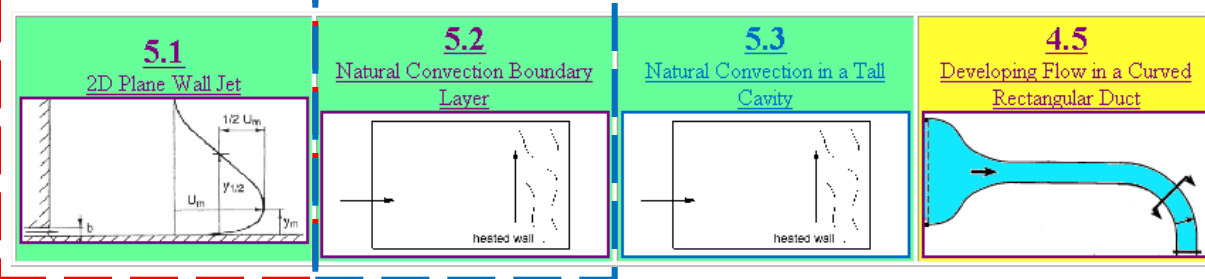 5.1
2D Plane Wall Jet
1/2 Um
y1/2
Um
ym
b
5.2
Natural Convection Boundary
Layer
heated wall .
5.3
Natural Convection in a Tall
Cavity
heated wall .
4.5
Developing Flow in a Curved
Rectangular Duct